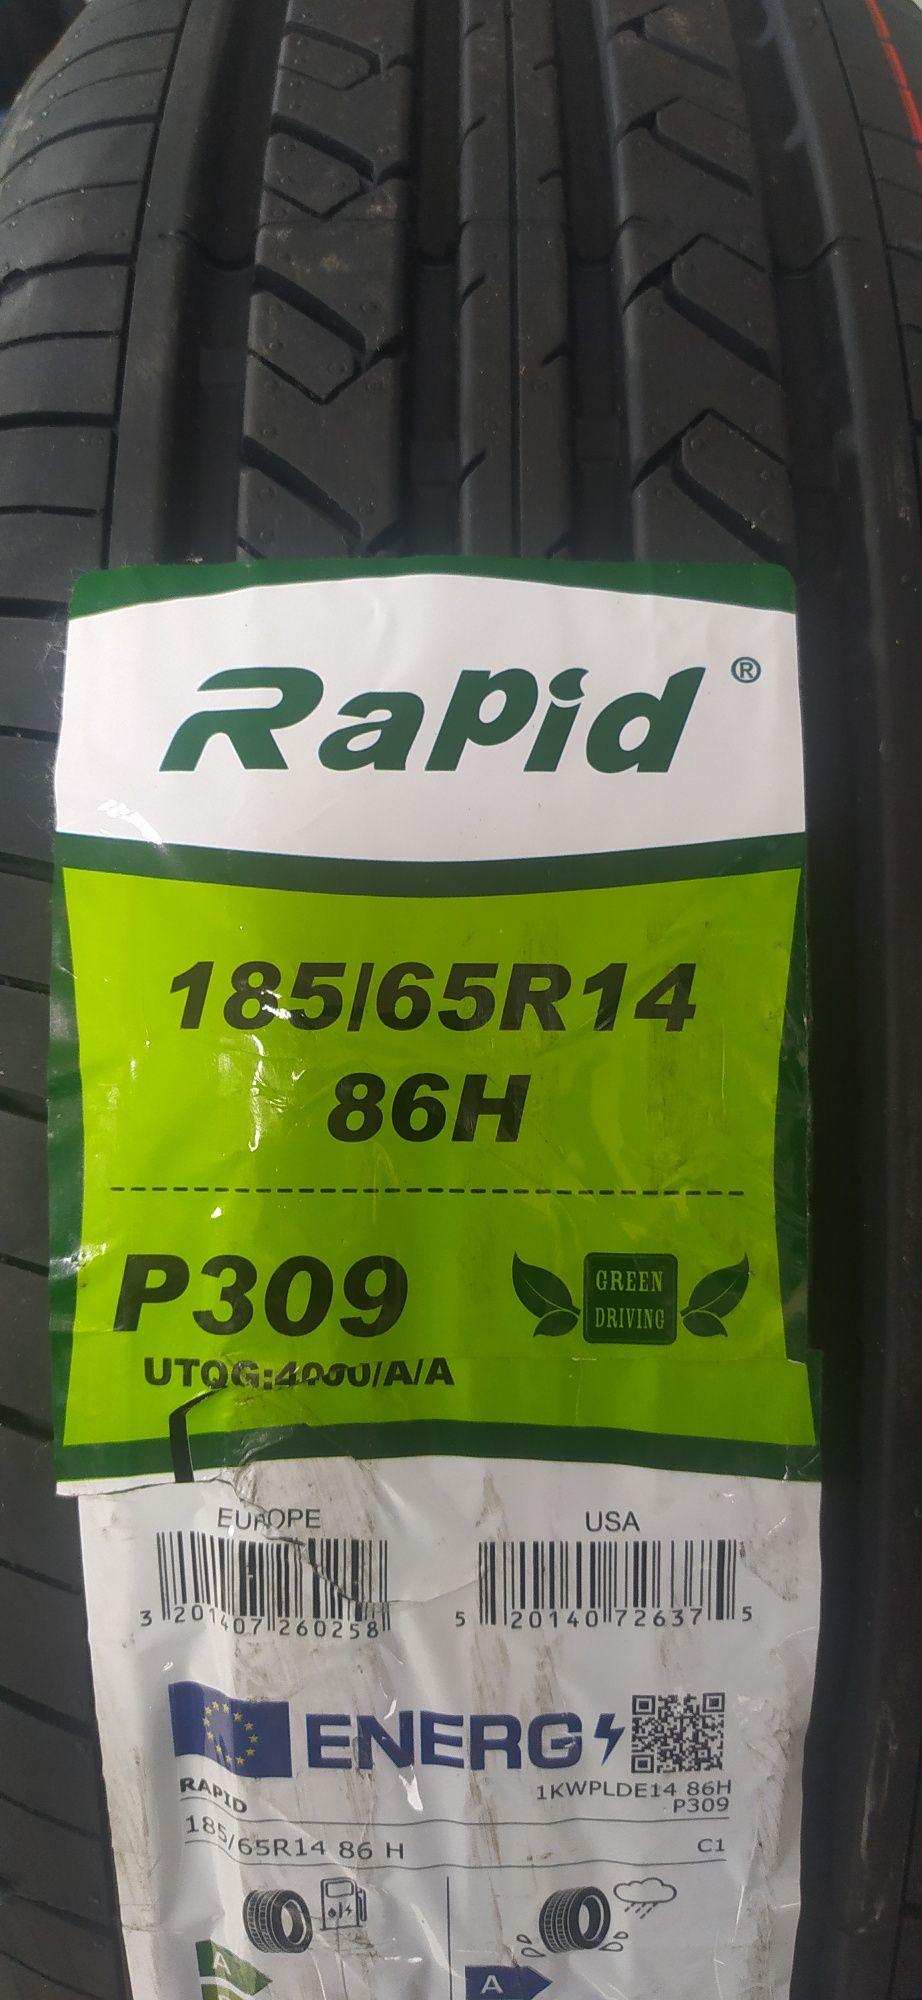 Rapid ®
185/65R14
86H
P309
GREEN
DRIVING
UTQG:4000/A/A
EUROPE
USA
3 201407 260258
5 20140 72637 5
ENERG
1KWPLDE14 86H
P309
RAPID
185/65R14 86 H
C1
A
A